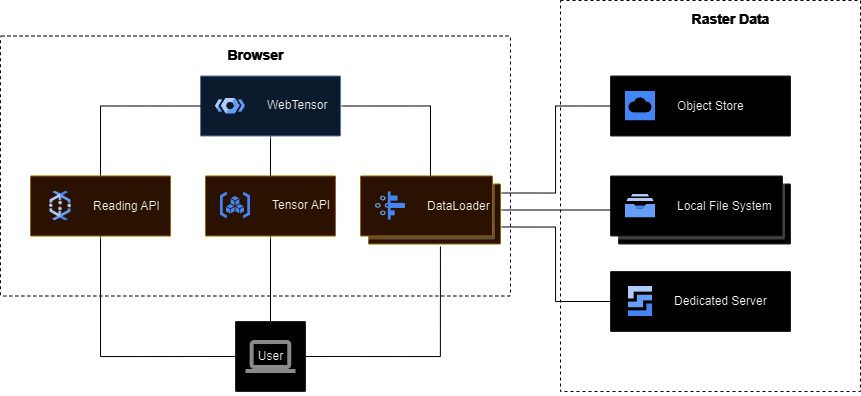 Raster Data
Browser
WebTensor
Object Store
Reading API
Tensor API
DataLoader
Local File System
Dedicated Server
User